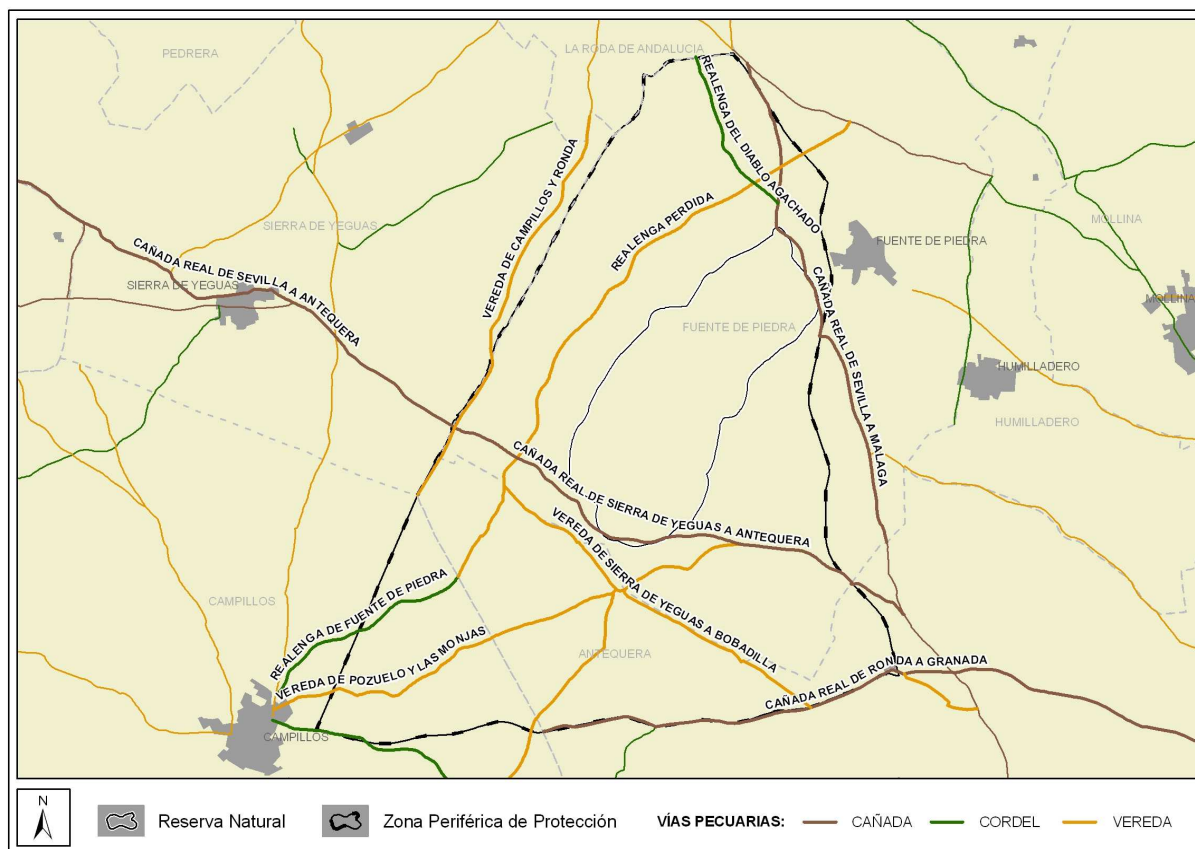 PEDRERA
LA RODA DE ANDALUCIA
REALENGA DEL DIABLO AGACHADO
VEREDA DE CAMPILLOS Y RONDA
REALENGA PERDIDA
MOLLINA
SIERRA DE YEGUAS
CAÑADA REAL DE SEVILLA A ANTEQUERA
FUENTE DE PIEDRA
SIERRA DE YEGUAS
CAÑADA REAL DE SEVILLA A MALAGA
MOLLINA
FUENTE DE PIEDRA
HUMILLADERO
HUMILLADERO
CAÑADA REAL DE SIERRA DE YEGUAS A ANTEQUERA
VEREDA DE SIERRA DE YEGUAS A BOBADILLA
CAMPILLOS
REALENGA DE FUENTE DE PIEDRA
VEREDA DE POZUELO Y LAS MONJAS
ANTEQUERA
CAÑADA REAL DE RONDA A GRANADA
CAMPILLOS
N
Reserva Natural
Zona Periférica de Protección
VÍAS PECUARIAS:
CAÑADA
CORDEL
VEREDA